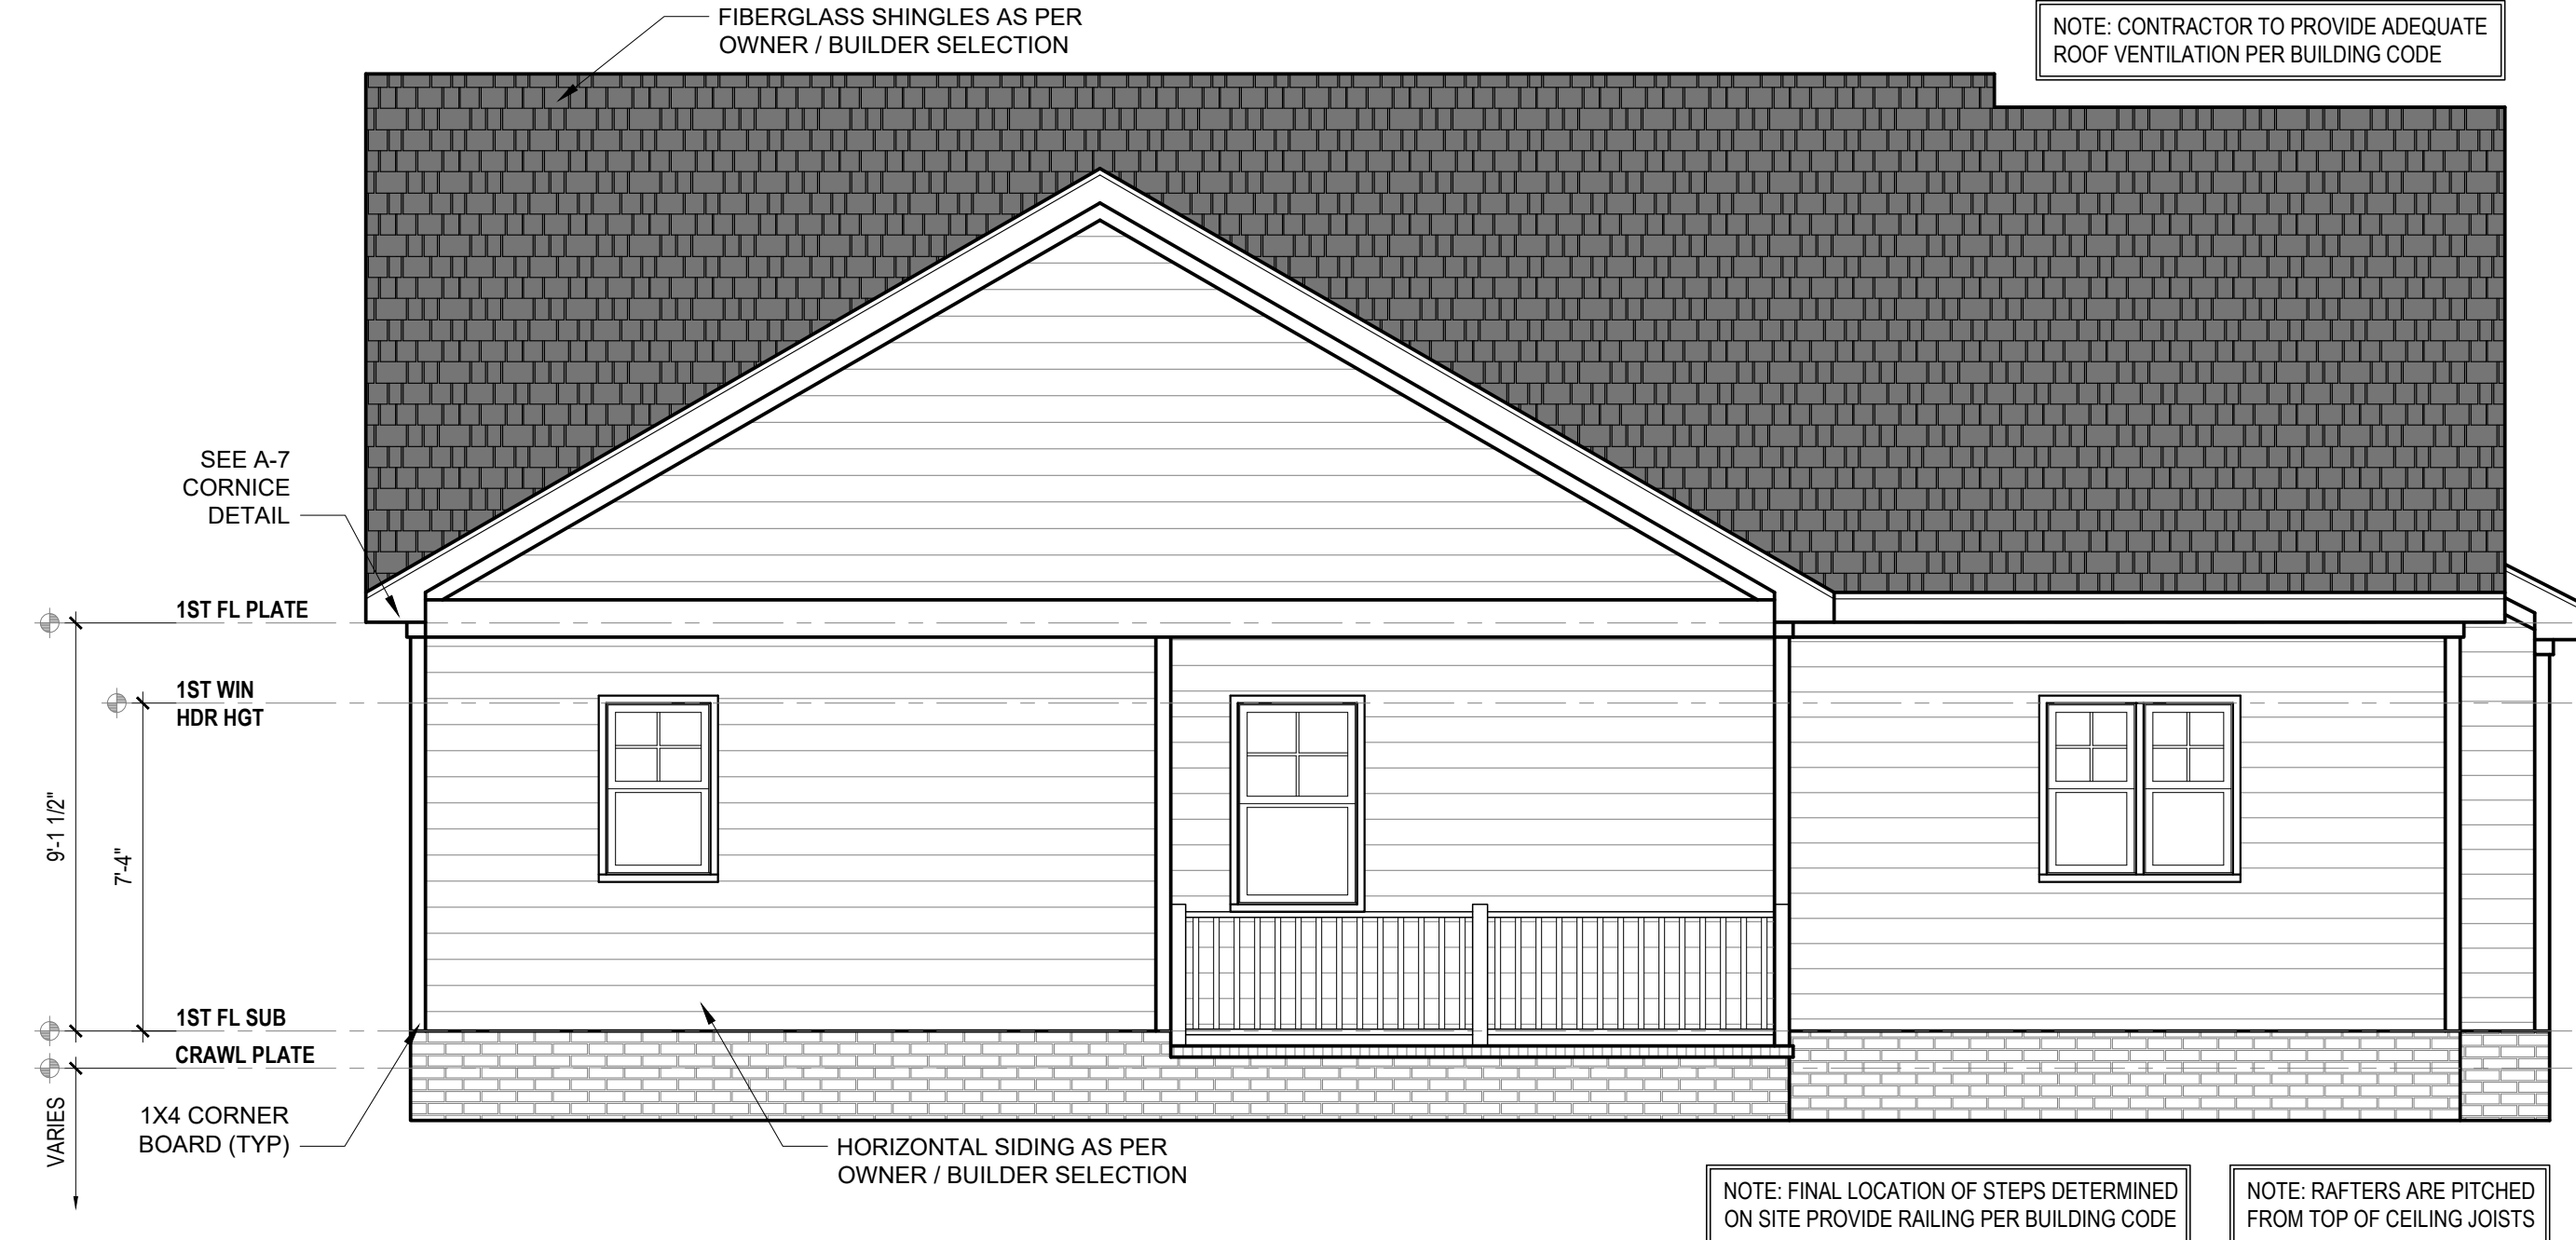 FIBERGLASS SHINGLES AS PER
OWNER / BUILDER SELECTION
NOTE: CONTRACTOR TO PROVIDE ADEQUATE
ROOF VENTILATION PER BUILDING CODE
SEE A-7
CORNICE
DETAIL
1ST FL PLATE
1ST WIN
HDR HGT
9'-1 1/2"
7'-4"
1ST FL SUB
CRAWL PLATE
VARIES
1X4 CORNER
BOARD (TYP)
HORIZONTAL SIDING AS PER
OWNER / BUILDER SELECTION
NOTE: FINAL LOCATION OF STEPS DETERMINED
ON SITE PROVIDE RAILING PER BUILDING CODE
NOTE: RAFTERS ARE PITCHED
FROM TOP OF CEILING JOISTS